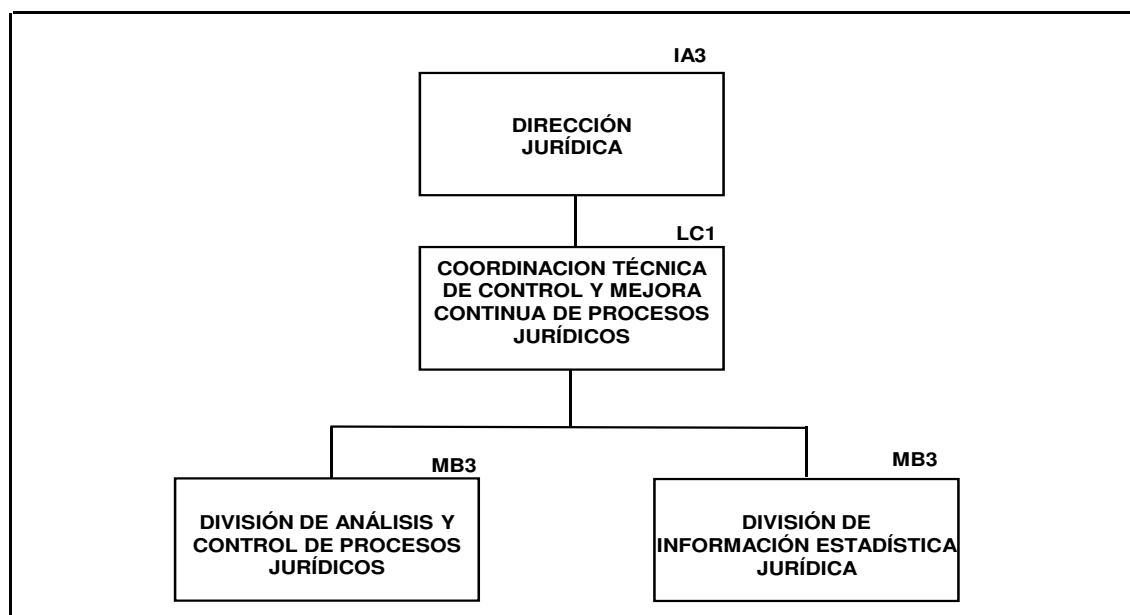 IA3
DIRECCIÓN
JURÍDICA
LC1
COORDINACION TÉCNICA
DE CONTROL Y MEJORA
CONTINUA DE PROCESOS
JURÍDICOS
MB3
DIVISIÓN DE ANÁLISIS Y
CONTROL DE PROCESOS
JURÍDICOS
MB3
DIVISIÓN DE
INFORMACIÓN ESTADÍSTICA
JURÍDICA